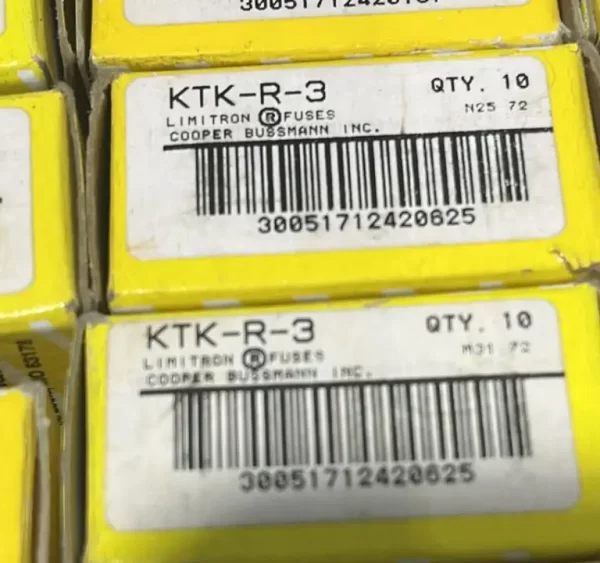 KTK-R-3 QTY. 10
LIMITRON ®FUSES N25 72
COOPER BUSSMANN INC.
30051712420625
KTK-R-3 QTY. 10
LIMITRON ®FUSES M31 72
COOPER BUSSMANN INC.
30051712420625